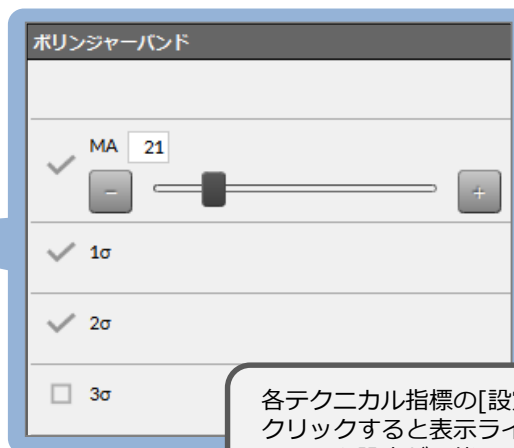 ボリンジャーバンド
MA 21
- +
1σ
2σ
3σ
各テクニカル指標の[設
クリックすると表示ライ